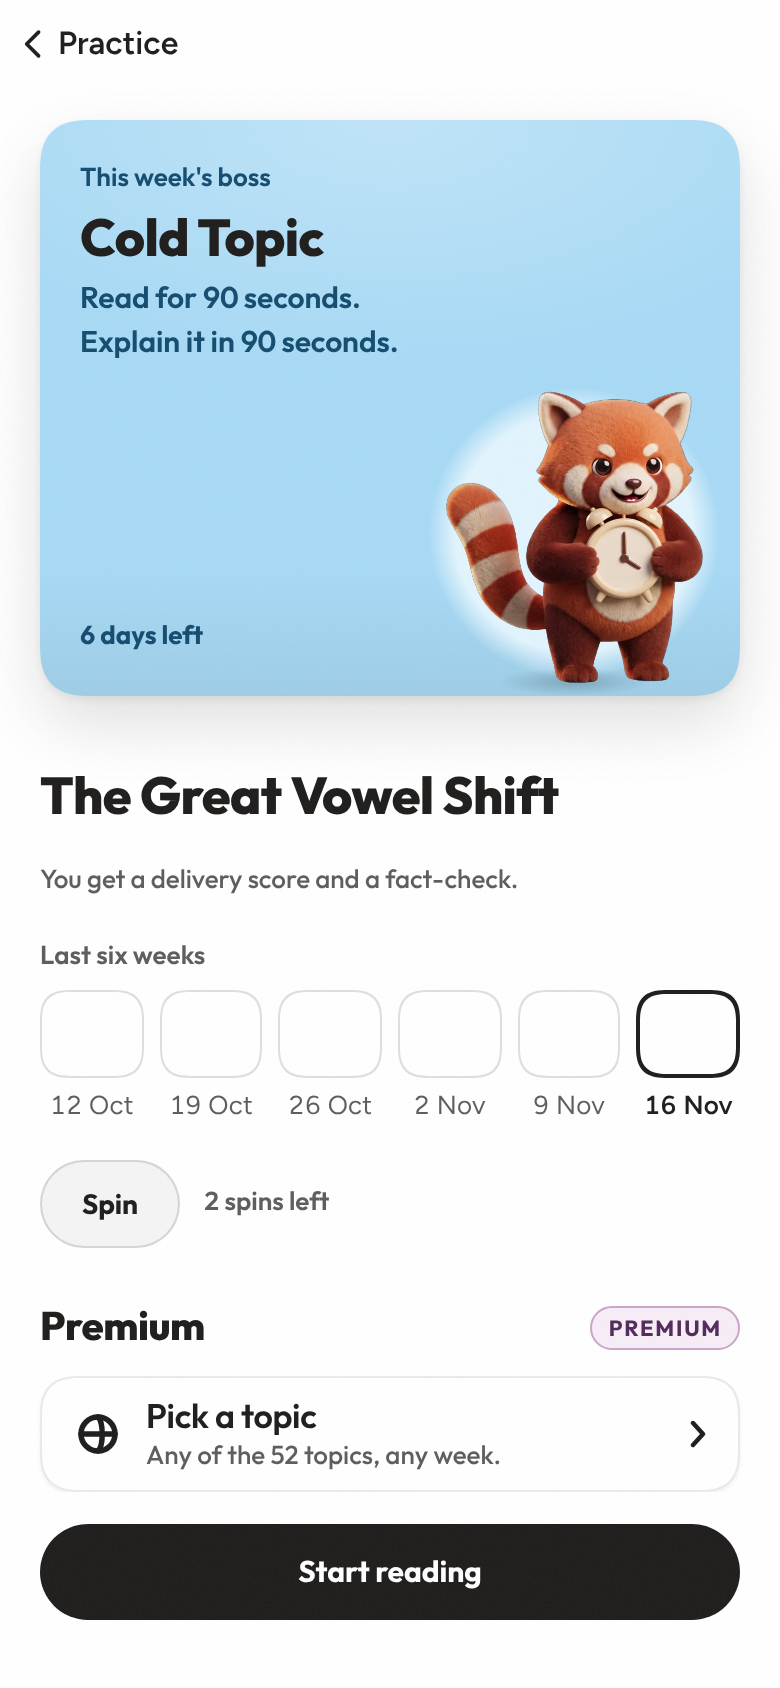 Practice
This week's boss
Cold Topic
Read for 90 seconds.
Explain it in 90 seconds.
6 days left
The Great Vowel Shift
You get a delivery score and a fact-check.
Last six weeks
12 Oct 19 Oct 26 Oct 2 Nov 9 Nov 16 Nov
Spin 2 spins left
Premium PREMIUM
Pick a topic
Any of the 52 topics, any week.
Start reading